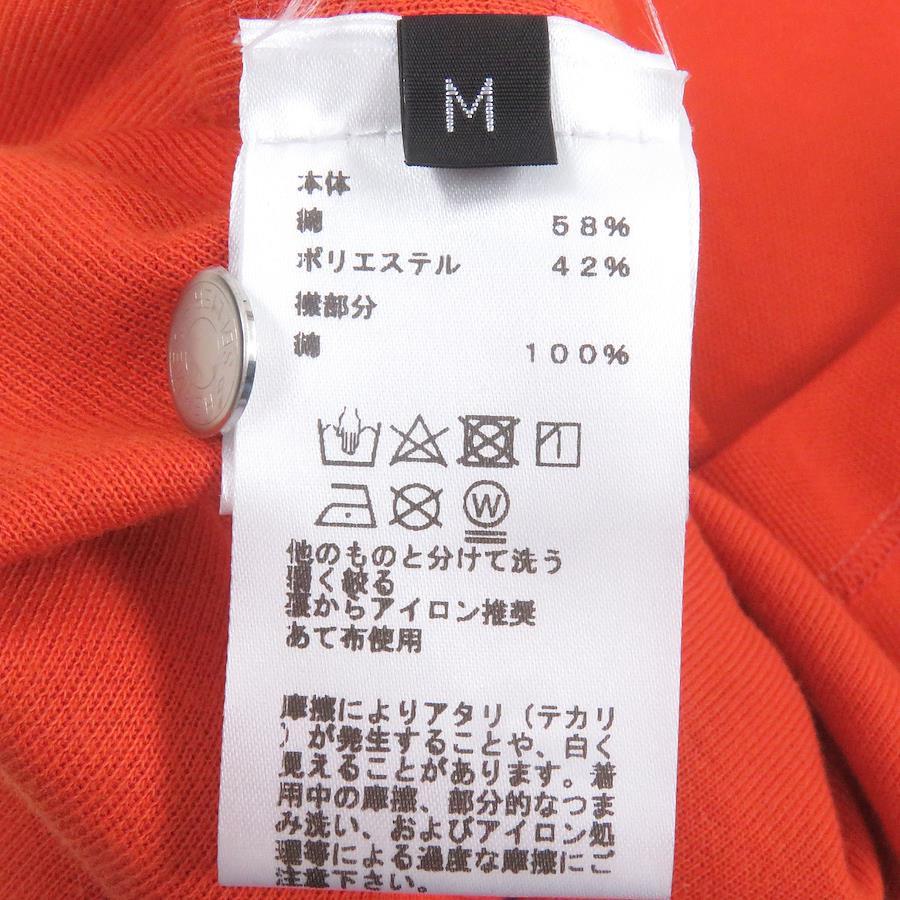 M
本体
綿 58%
ポリエステル 42%
襟部分
綿 100%
W
他のものと分けて洗う
弱く絞る
裏からアイロン推奨
あて布使用
摩擦によりアタリ（テカリ
）が発生することや、白く
見えることがあります。着
用中の摩擦、部分的なつま
み洗い、およびアイロン処
理等による過度な摩擦にご
注意下さい。